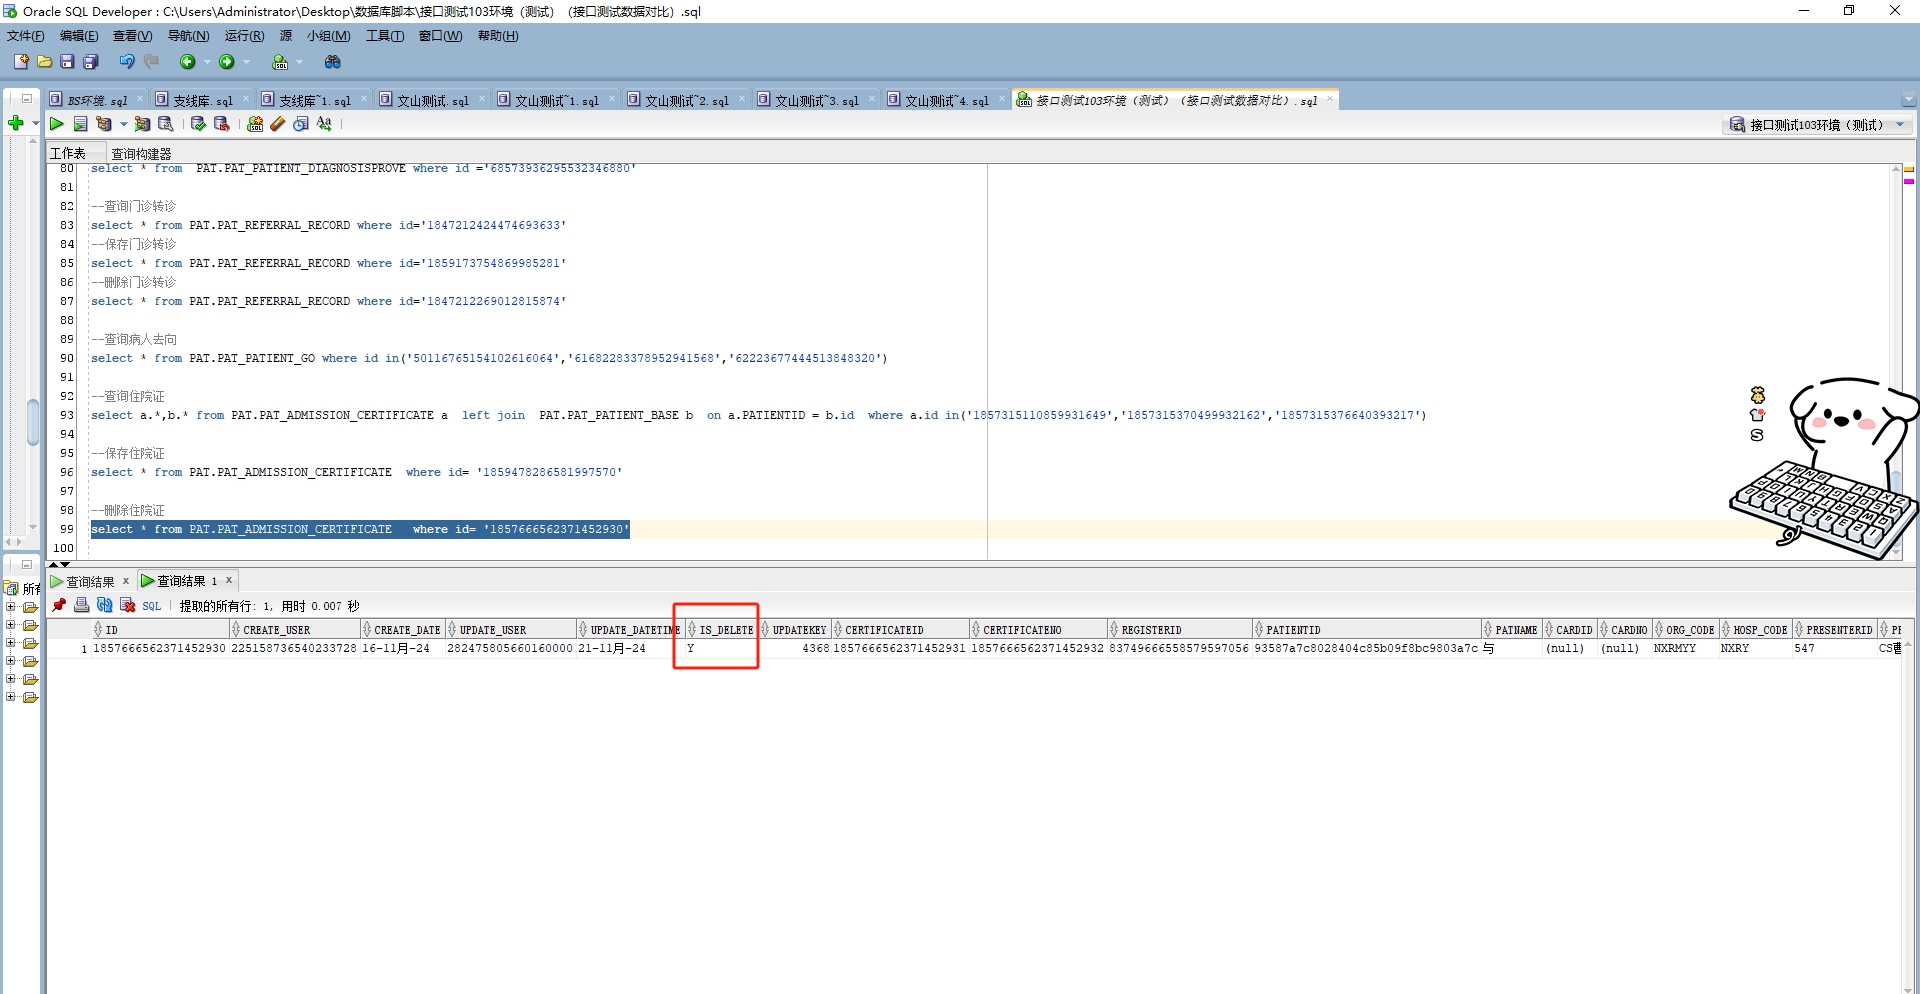 Oracle SQL Developer : C:\Users\Administrator\Desktop\数据库脚本\接口测试103环境（测试）（接口测试数据对比）.sql
文件(F) 编辑(E) 查看(V) 导航(N) 运行(R) 源 小组(M) 工具(T) 窗口(W) 帮助(H)
BS环境.sql 支线库.sql 支线库~1.sql 文山测试.sql 文山测试~1.sql 文山测试~2.sql 文山测试~3.sql 文山测试~4.sql 接口测试103环境（测试）（接口测试数据对比）.sql
接口测试103环境（测试）
工作表 查询构建器
80 select * from  PAT.PAT_PATIENT_DIAGNOSISPROVE where id ='68573936295532346880'
81
82 --查询门诊转诊
83 select * from PAT.PAT_REFERRAL_RECORD where id='1847212424474693633'
84 --保存门诊转诊
85 select * from PAT.PAT_REFERRAL_RECORD where id='1859173754869985281'
86 --删除门诊转诊
87 select * from PAT.PAT_REFERRAL_RECORD where id='1847212269012815874'
88
89 --查询病人去向
90 select * from PAT.PAT_PATIENT_GO where id in('50116765154102616064','61682283378952941568','62223677444513848320')
91
92 --查询住院证
93 select a.*,b.* from PAT.PAT_ADMISSION_CERTIFICATE a  left join  PAT.PAT_PATIENT_BASE b  on a.PATIENTID = b.id  where a.id in('1857315110859931649','1857315370499932162','1857315376640393217')
94
95 --保存住院证
96 select * from PAT.PAT_ADMISSION_CERTIFICATE  where id= '1859478286581997570'
97
98 --删除住院证
99 select * from PAT.PAT_ADMISSION_CERTIFICATE   where id= '1857666562371452930'
100
查询结果 x 查询结果 1 x
所有
SQL 提取的所有行: 1, 用时 0.007 秒
ID CREATE_USER CREATE_DATE UPDATE_USER UPDATE_DATETIME IS_DELETE UPDATEKEY CERTIFICATEID CERTIFICATENO REGISTERID PATIENTID PATNAME CARDID CARDNO ORG_CODE HOSP_CODE PRESENTERID
1 1857666562371452930 225158736540233728 16-11月-24 282475805660160000 21-11月-24 Y 4368 1857666562371452931 1857666562371452932 83749666558579597056 93587a7c8028404c85b09f8bc9803a7c 与 (null) (null) NXRMYY NXRY 547 CS曹